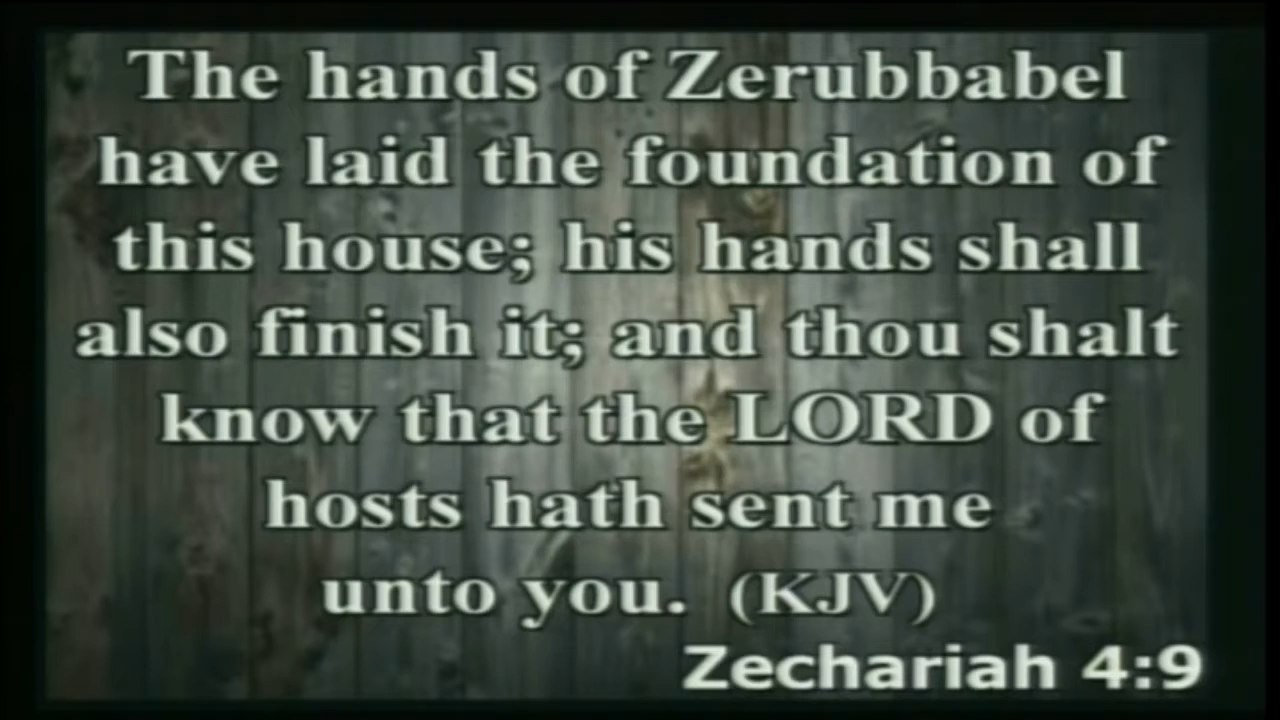 The hands of Zerubbabel
have laid the foundation of
this house; his hands shall
also finish it; and thou shalt
know that the LORD of
hosts hath sent me
unto you. (KJV)
Zechariah 4:9